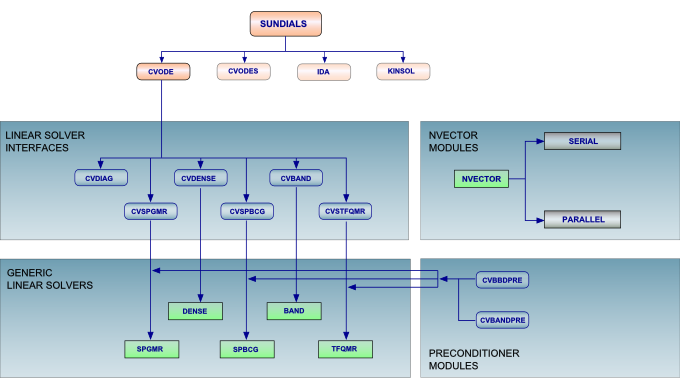 SUNDIALS
CVODE
CVODES
IDA
KINSOL
LINEAR SOLVER
INTERFACES
CVDIAG
CVDENSE
CVBAND
CVSPGMR
CVSPBCG
CVSTFQMR
NVECTOR
MODULES
SERIAL
NVECTOR
PARALLEL
GENERIC
LINEAR SOLVERS
DENSE
BAND
SPGMR
SPBCG
TFQMR
CVBBDPRE
CVBANDPRE
PRECONDITIONER
MODULES